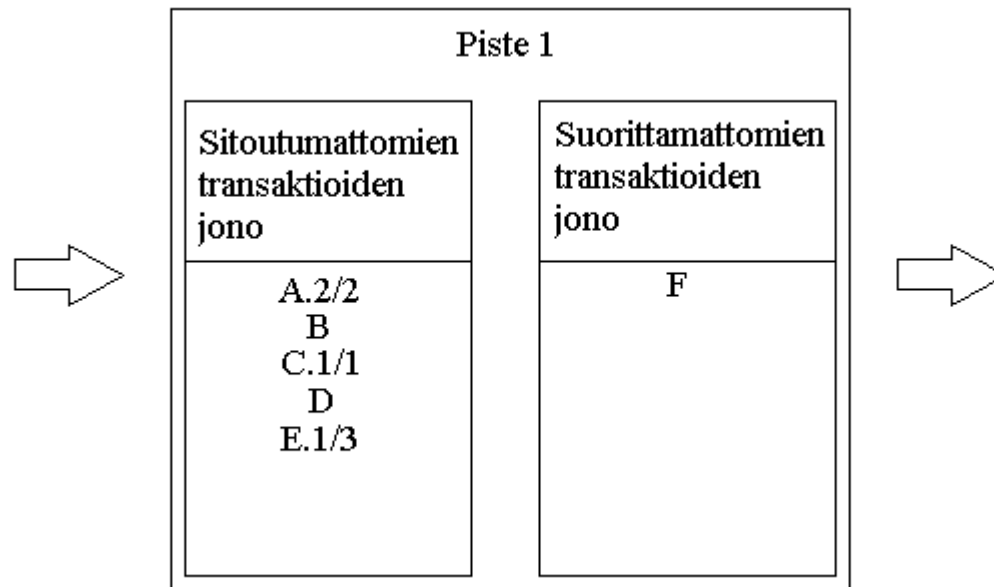 Piste 1
Sitoutumattomien
transaktioiden
jono
A.2/2
B
C.1/1
D
E.1/3
Suorittamattomien
transaktioiden
jono
F